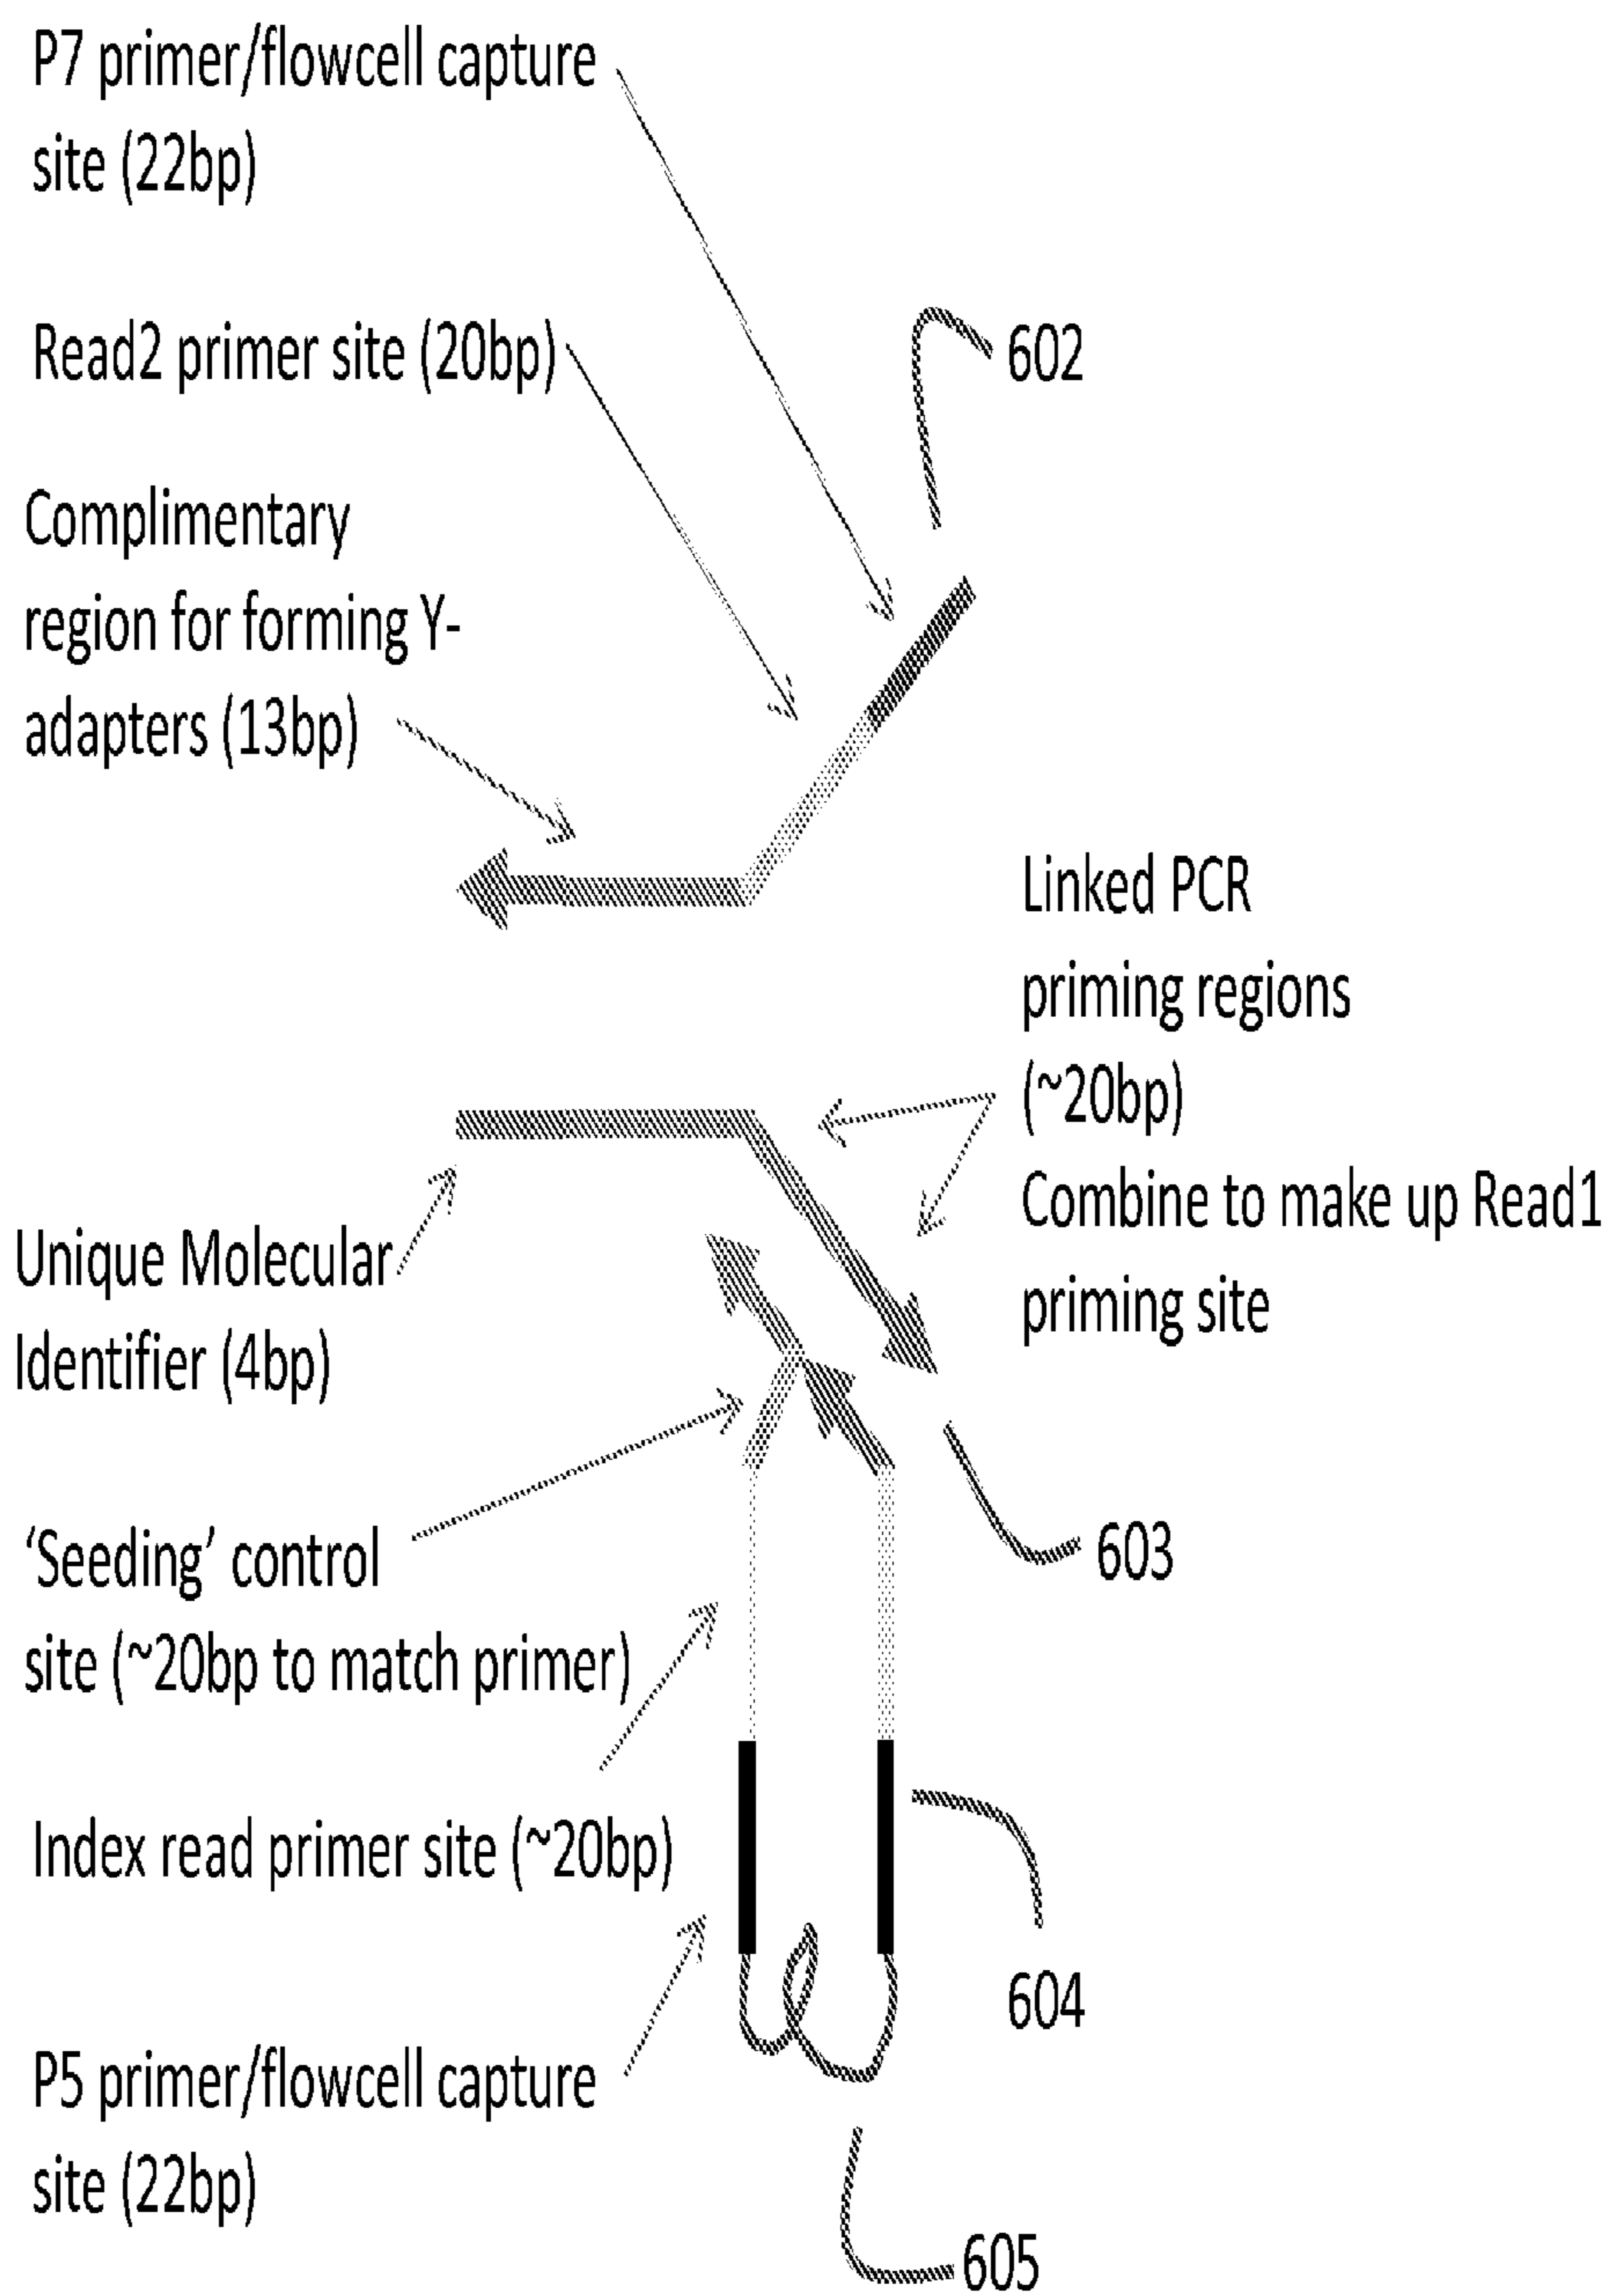 P7 primer/flowcell capture
site (22bp)
Read2 primer site (20bp)
602
Complimentary
region for forming Y-
adapters (13bp)
Linked PCR
priming regions
(~20bp)
Combine to make up Read1
priming site
Unique Molecular
Identifier (4bp)
‘Seeding’ control
site (~20bp to match primer)
603
Index read primer site (~20bp)
604
P5 primer/flowcell capture
site (22bp)
605